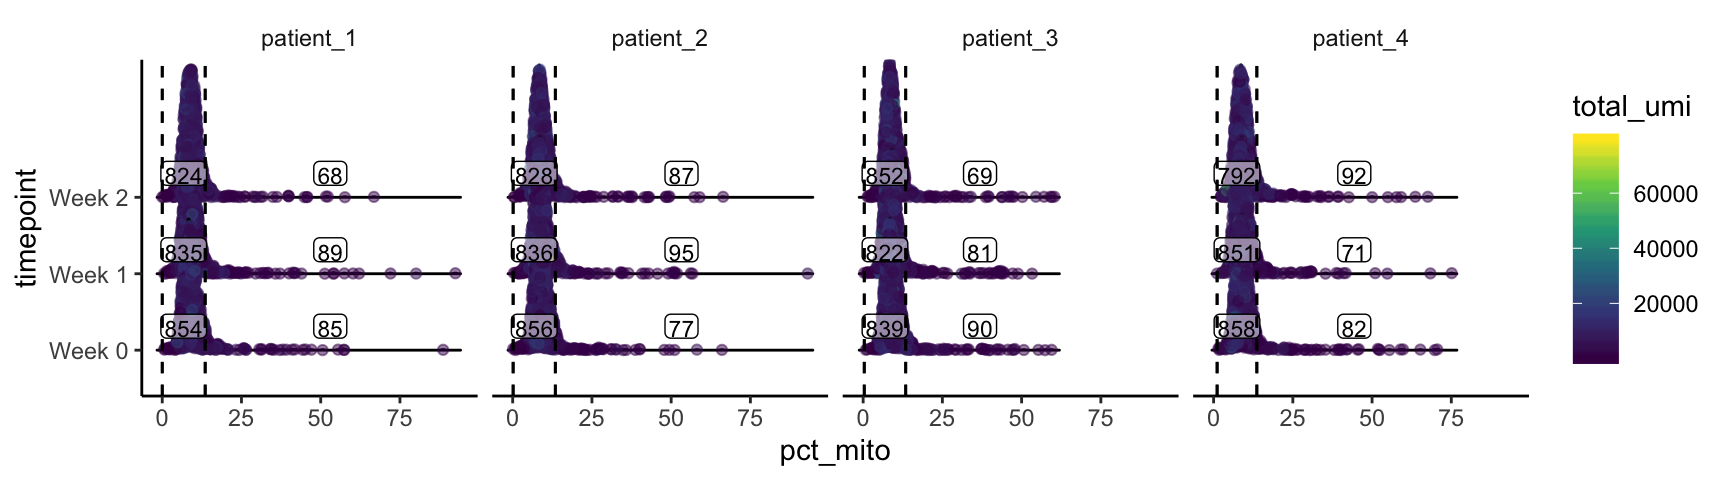 patient_1 patient_2 patient_3 patient_4
total_umi
60000
40000
20000
timepoint
Week 2 824 68 828 87 852 69 792 92
Week 1 835 89 836 95 822 81 851 71
Week 0 854 85 856 77 839 90 858 82
0 25 50 75 0 25 50 75 0 25 50 75 0 25 50 75
pct_mito